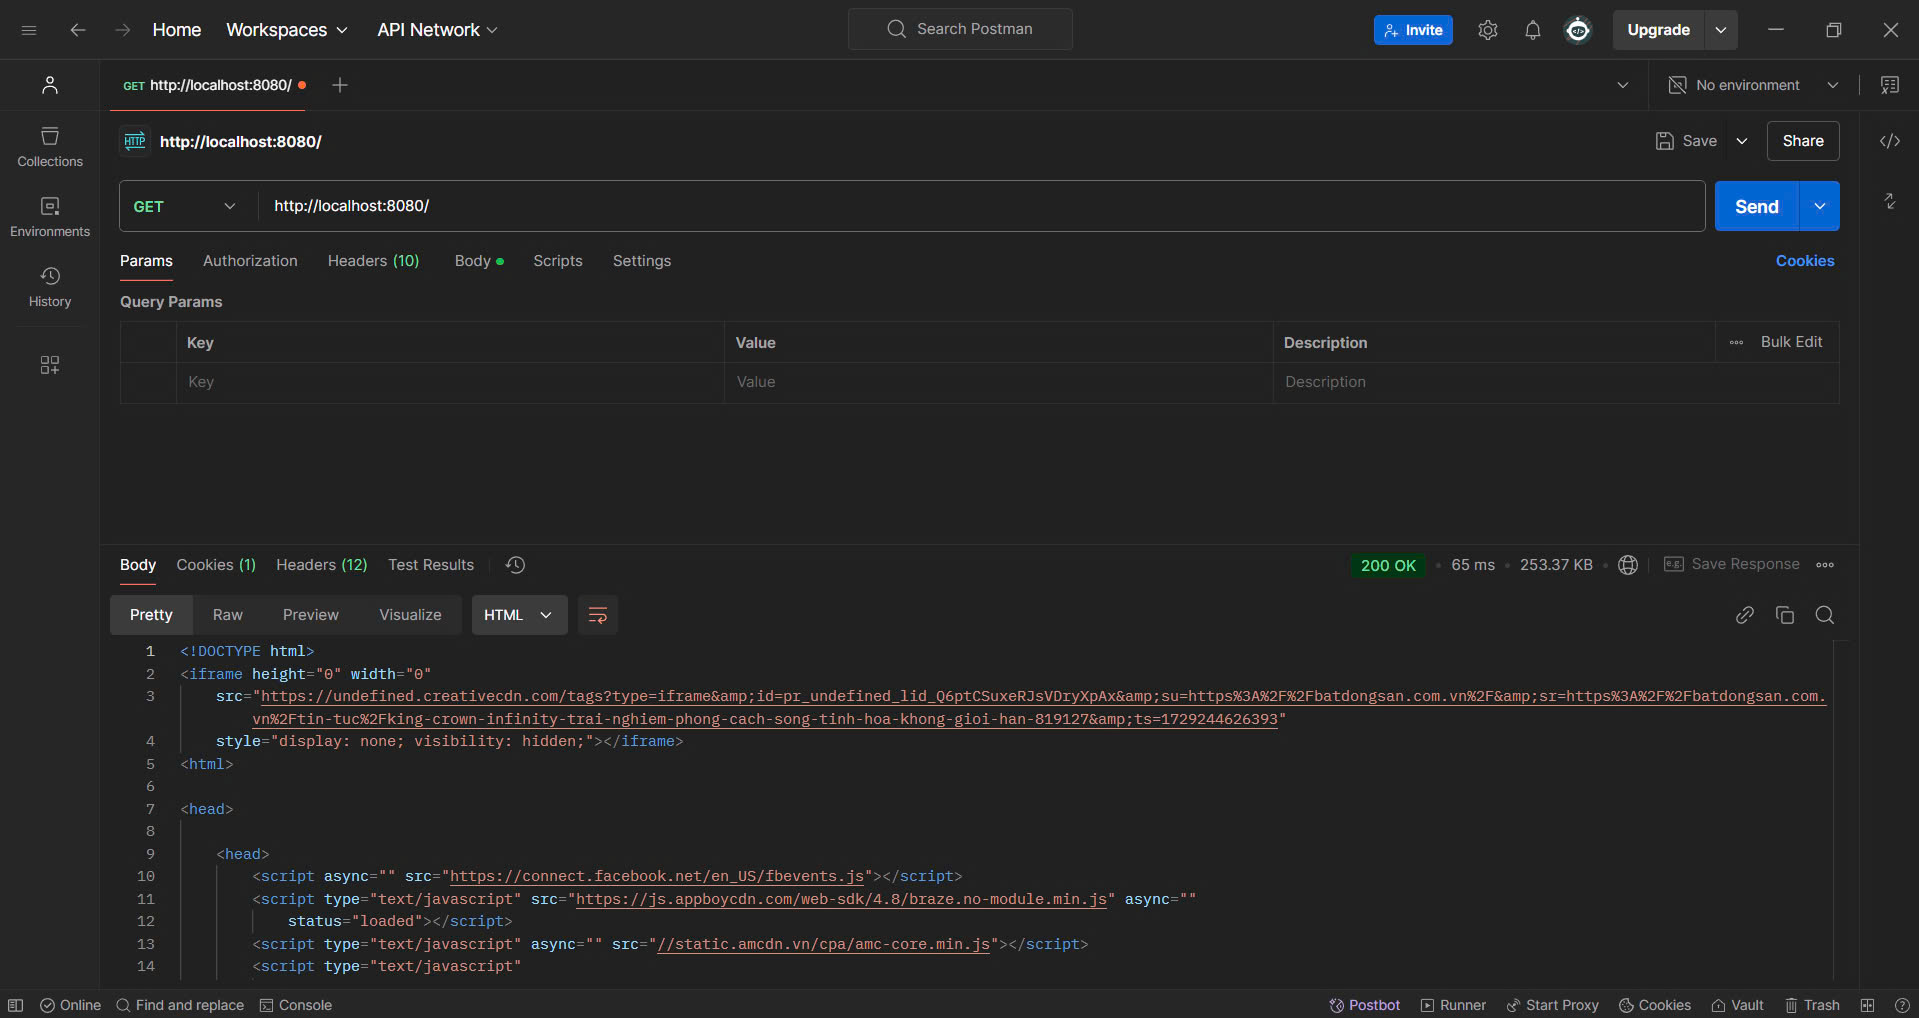 Home Workspaces API Network Search Postman Invite Upgrade
GET http://localhost:8080/ No environment
HTTP http://localhost:8080/ Save Share
Collections
GET http://localhost:8080/ Send
Environments
Params Authorization Headers (10) Body Scripts Settings Cookies
History
Query Params
Key Value Description Bulk Edit
Key Value Description
Body Cookies (1) Headers (12) Test Results 200 OK 65 ms 253.37 KB e.g. Save Response
Pretty Raw Preview Visualize HTML
1 <!DOCTYPE html>
2 <iframe height="0" width="0"
3 src="https://undefined.creativecdn.com/tags?type=iframe&amp;id=pr_undefined_lid_Q6ptCSuxeRJsVDryXpAx&amp;su=https%3A%2F%2Fbatdongsan.com.vn%2F&amp;sr=https%3A%2F%2Fbatdongsan.com.
vn%2Ftin-tuc%2Fking-crown-infinity-trai-nghiem-phong-cach-song-tinh-hoa-khong-gioi-han-819127&amp;ts=1729244626393"
4 style="display: none; visibility: hidden;"></iframe>
5 <html>
6
7 <head>
8
9 <head>
10 <script async="" src="https://connect.facebook.net/en_US/fbevents.js"></script>
11 <script type="text/javascript" src="https://js.appboycdn.com/web-sdk/4.8/braze.no-module.min.js" async=""
12 status="loaded"></script>
13 <script type="text/javascript" async="" src="//static.amcdn.vn/cpa/amc-core.min.js"></script>
14 <script type="text/javascript"
Online Find and replace Console Postbot Runner Start Proxy Cookies Vault Trash